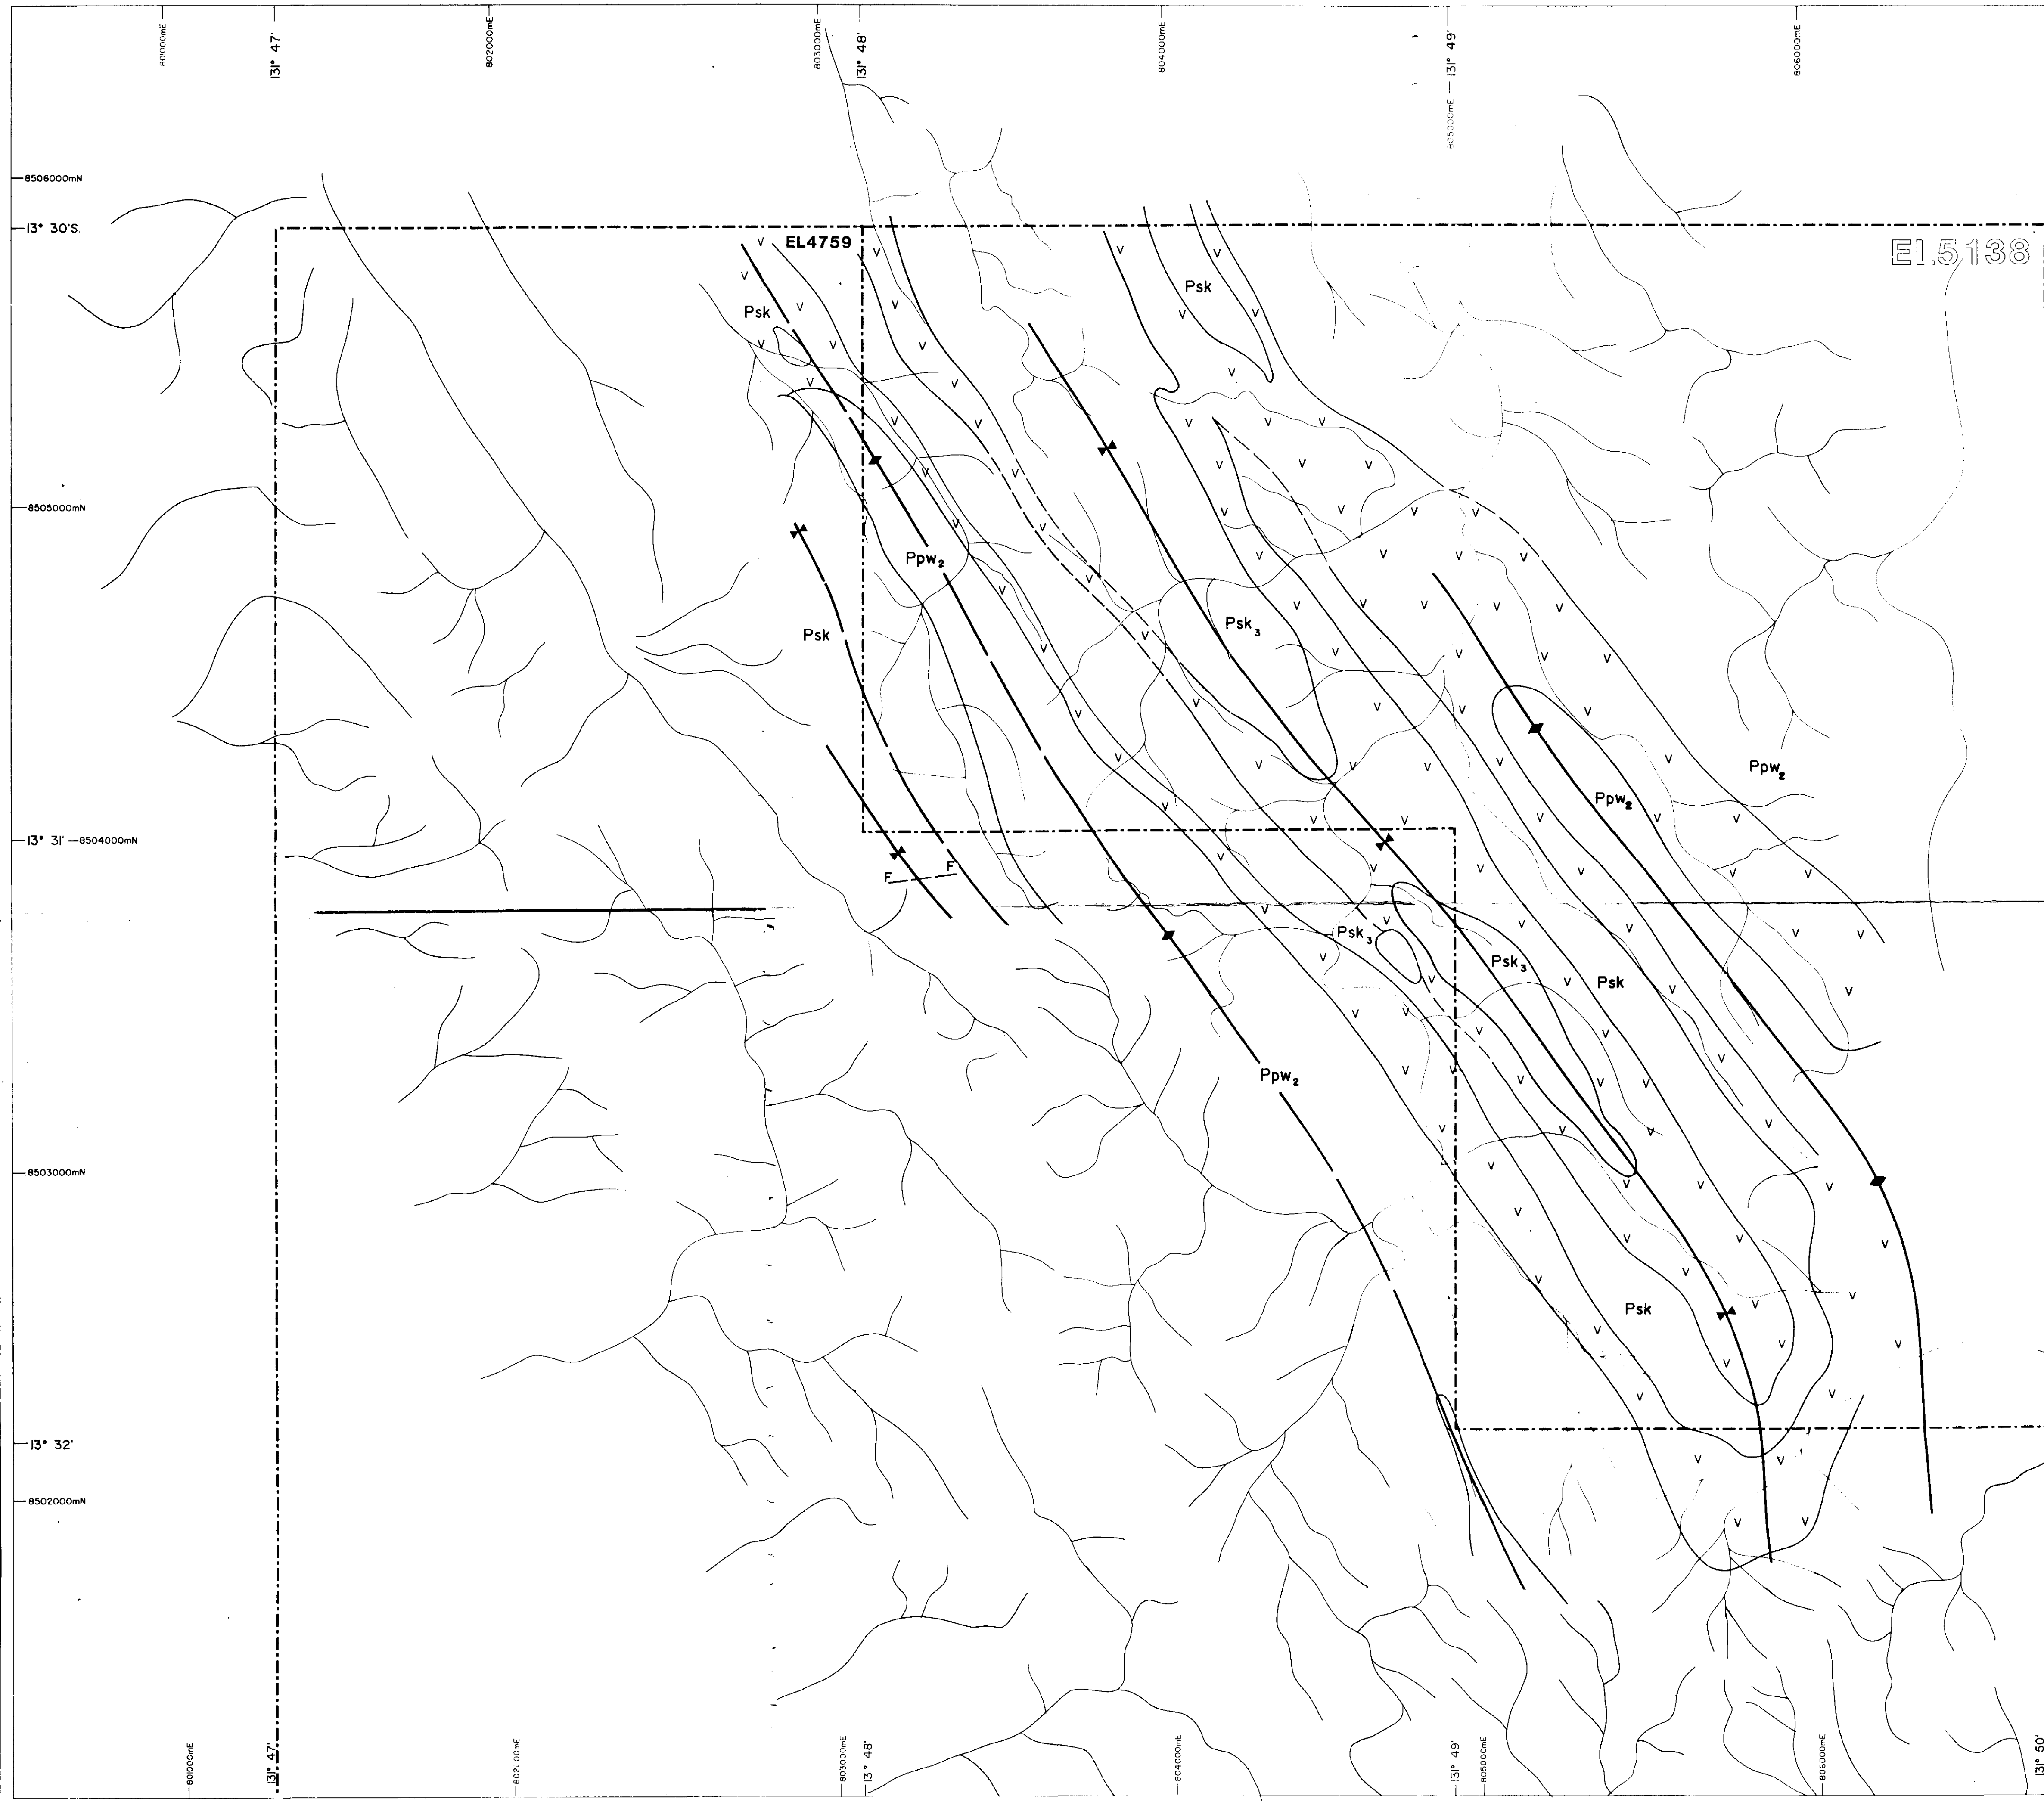 801000mE
131° 47'
802000mE
803000mE
131° 48'
804000mE
805000mE
131° 49'
806000mE
8506000mN
13° 30'S
EL4759
EL5138
V V
V
Psk
V V V
Psk
V V V V
V V V
V V V
V V V V
V V V V
V V V V V V
8505000mN
Ppw₂
V V V V
V V V V V
Psk
Psk₃
V V V V V
V V V V V
V V V V V
Ppw₂
Ppw₂
V V V V V
13° 31'
8504000mN
V V V V
F F
V V V
Psk₃
Psk₃
Psk
V V V V
V V V V
V V V V
Ppw₂
V V V V
V V V V
V V V V
V V V V
Psk
V V V V
V V V
13° 32'
V V
8502000mN
8503000mN
V V
801000mE
131° 47'
803000mE
131° 48'
804000mE
131° 49'
805000mE
806000mE
131° 50'